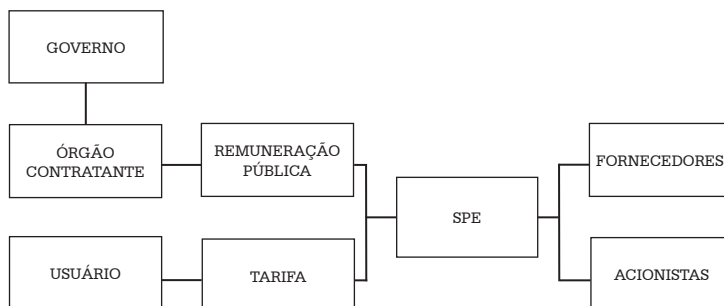 GOVERNO
ÓRGÃO
CONTRATANTE
REMUNERAÇÃO
PÚBLICA
FORNECEDORES
SPE
USUÁRIO
TARIFA
ACIONISTAS